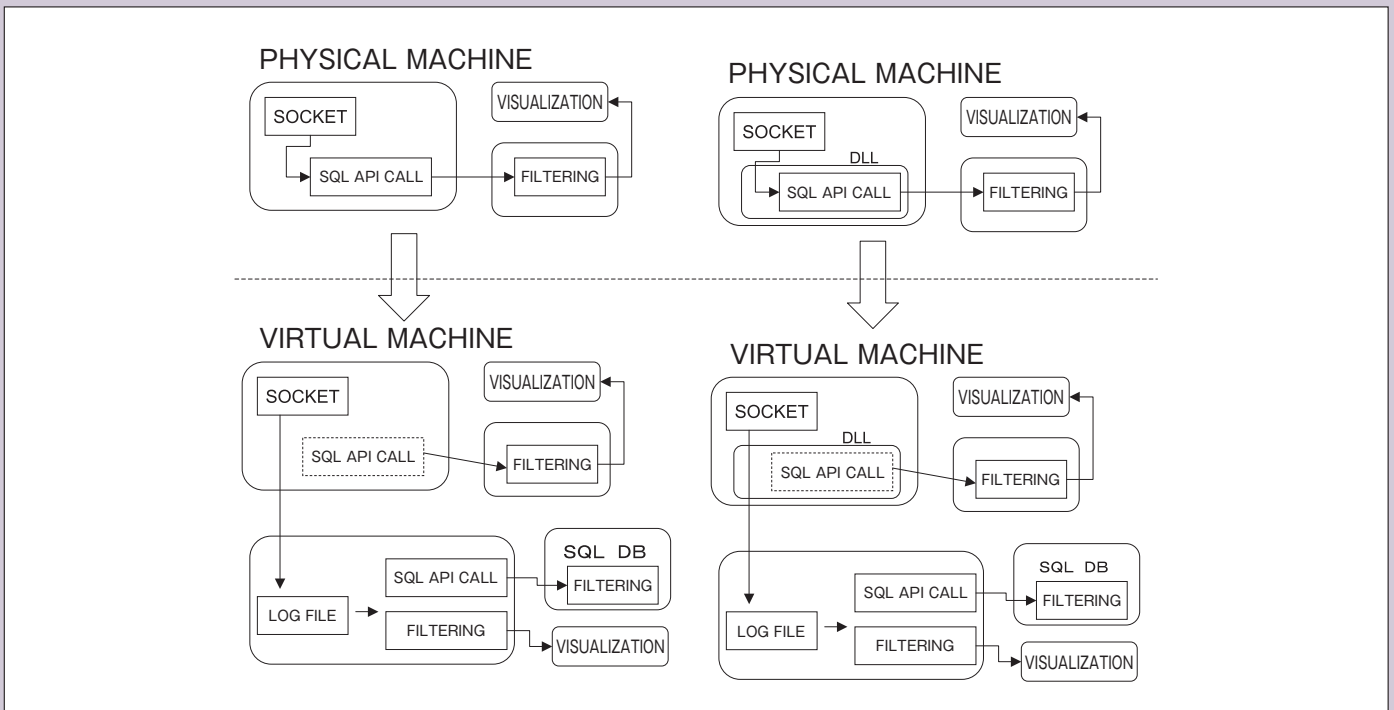 PHYSICAL MACHINE
VISUALIZATION
SOCKET
SQL API CALL
FILTERING
PHYSICAL MACHINE
VISUALIZATION
SOCKET
DLL
SQL API CALL
FILTERING
VIRTUAL MACHINE
VISUALIZATION
SOCKET
SQL API CALL
FILTERING
SQL DB
SQL API CALL
FILTERING
LOG FILE
FILTERING
VISUALIZATION
VIRTUAL MACHINE
VISUALIZATION
SOCKET
DLL
SQL API CALL
FILTERING
SQL DB
SQL API CALL
FILTERING
LOG FILE
FILTERING
VISUALIZATION